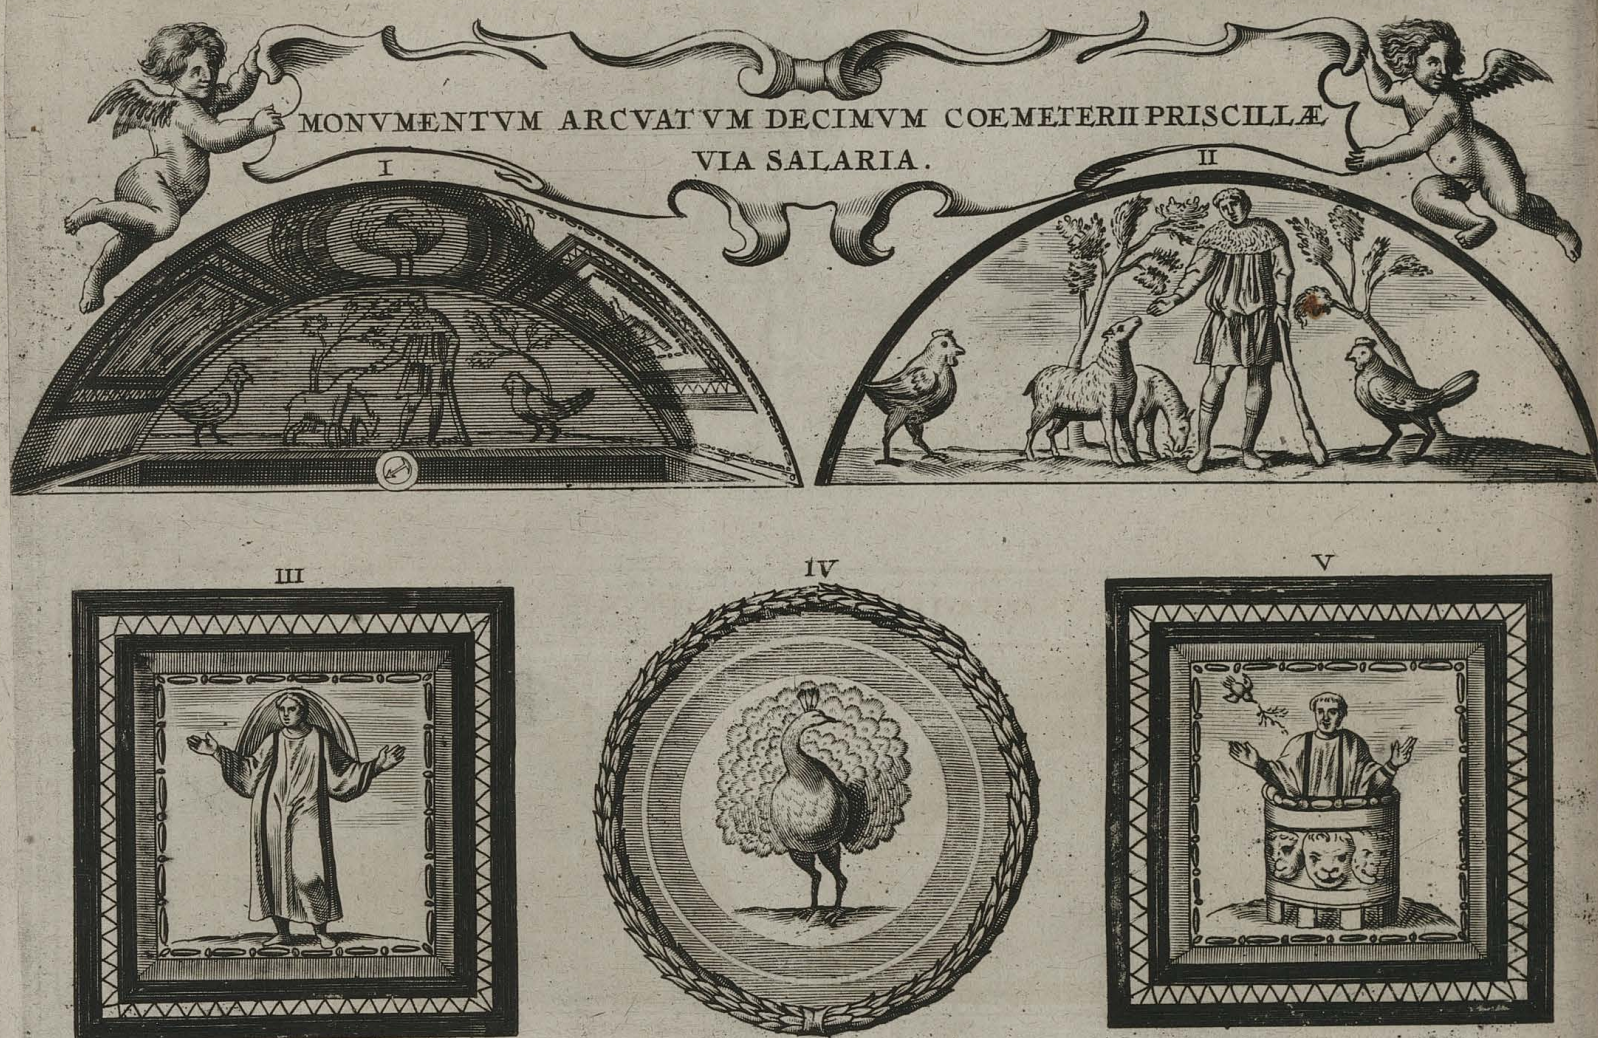 MONVMENTVM ARCVATVM DECIMVM COEMETERII PRISCILLÆ
VIA SALARIA.
I
II
III
IV
V